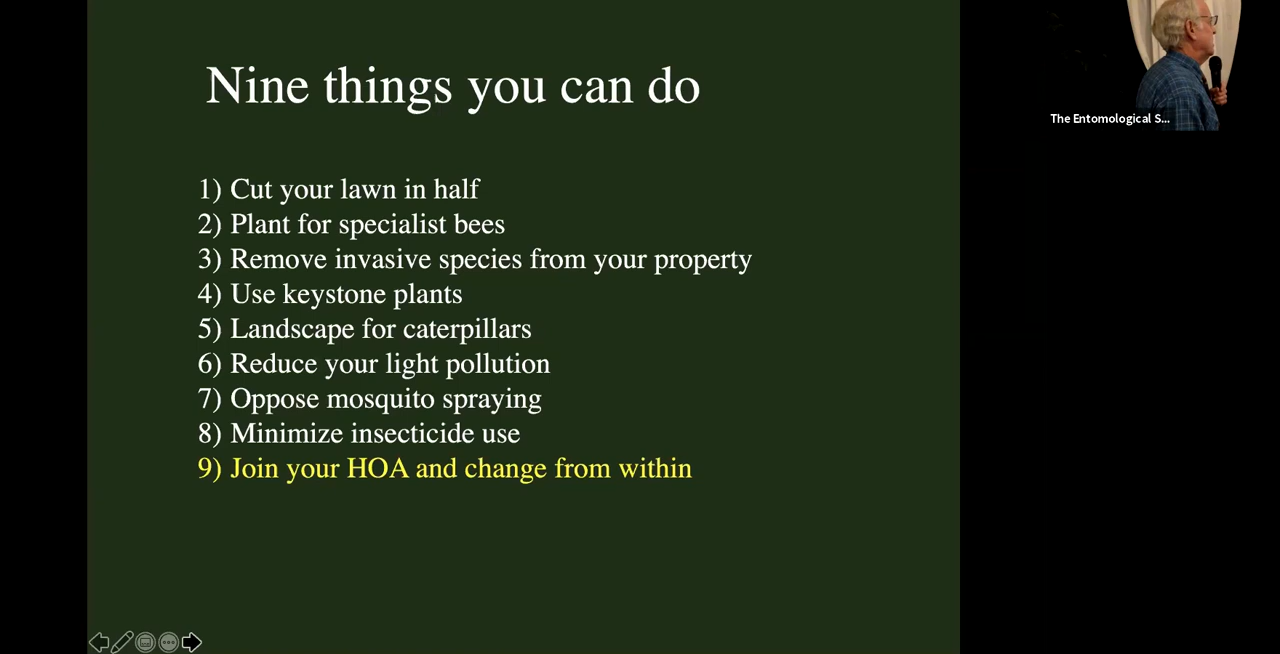 Nine things you can do
1) Cut your lawn in half
2) Plant for specialist bees
3) Remove invasive species from your property
4) Use keystone plants
5) Landscape for caterpillars
6) Reduce your light pollution
7) Oppose mosquito spraying
8) Minimize insecticide use
9) Join your HOA and change from within
The Entomological S...